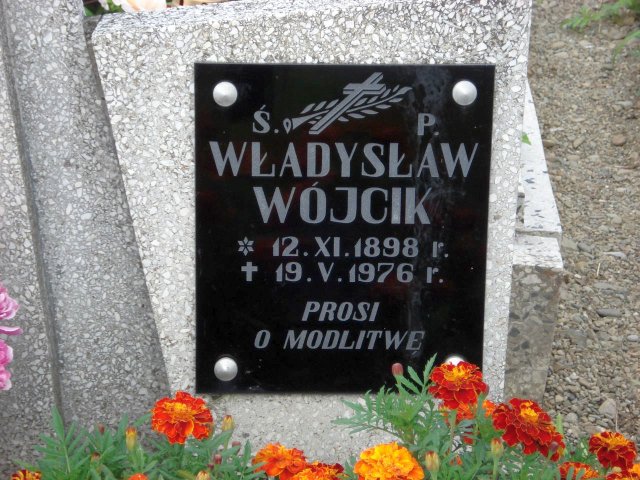 Ś. P.
WŁADYSŁAW
WÓJCIK
* 12.XI.1898 r.
✝ 19.V.1976 r.
PROSI
O MODLITWĘ